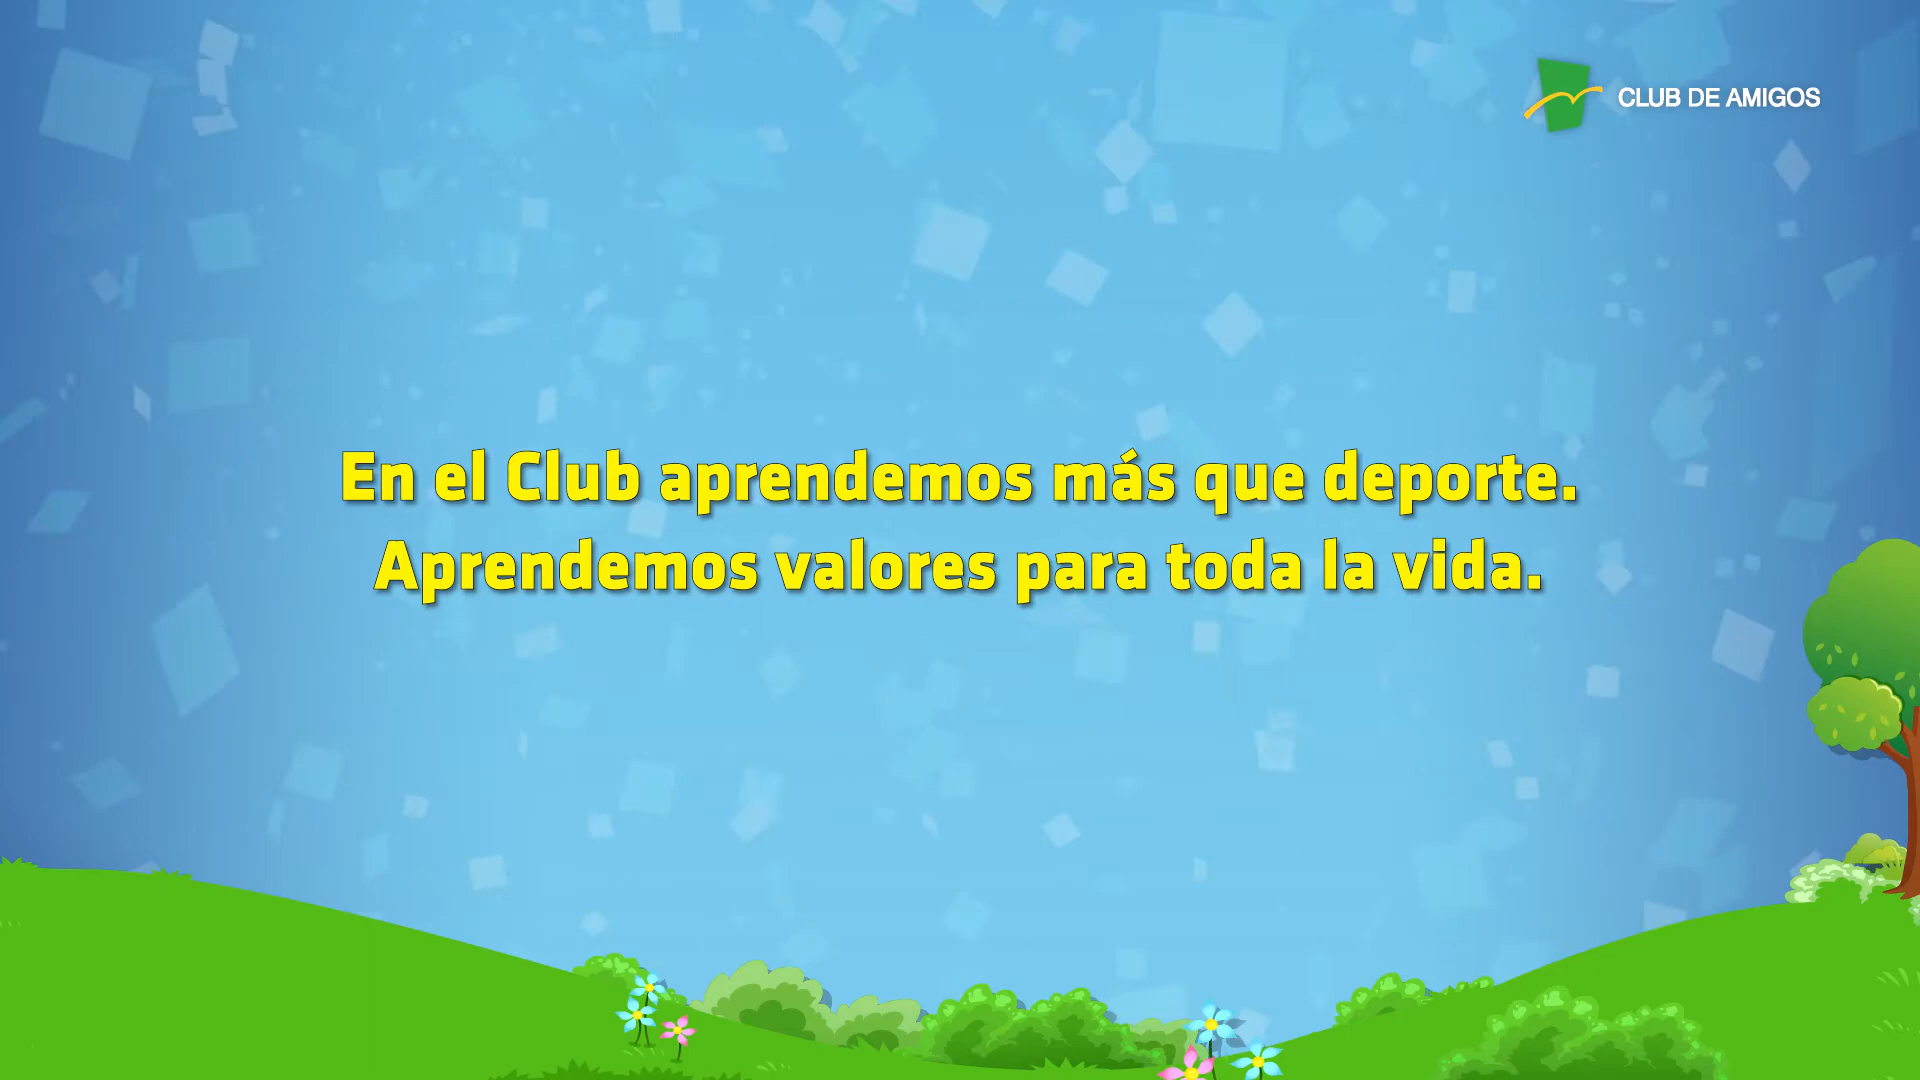 CLUB DE AMIGOS
En el Club aprendemos más que deporte.
Aprendemos valores para toda la vida.